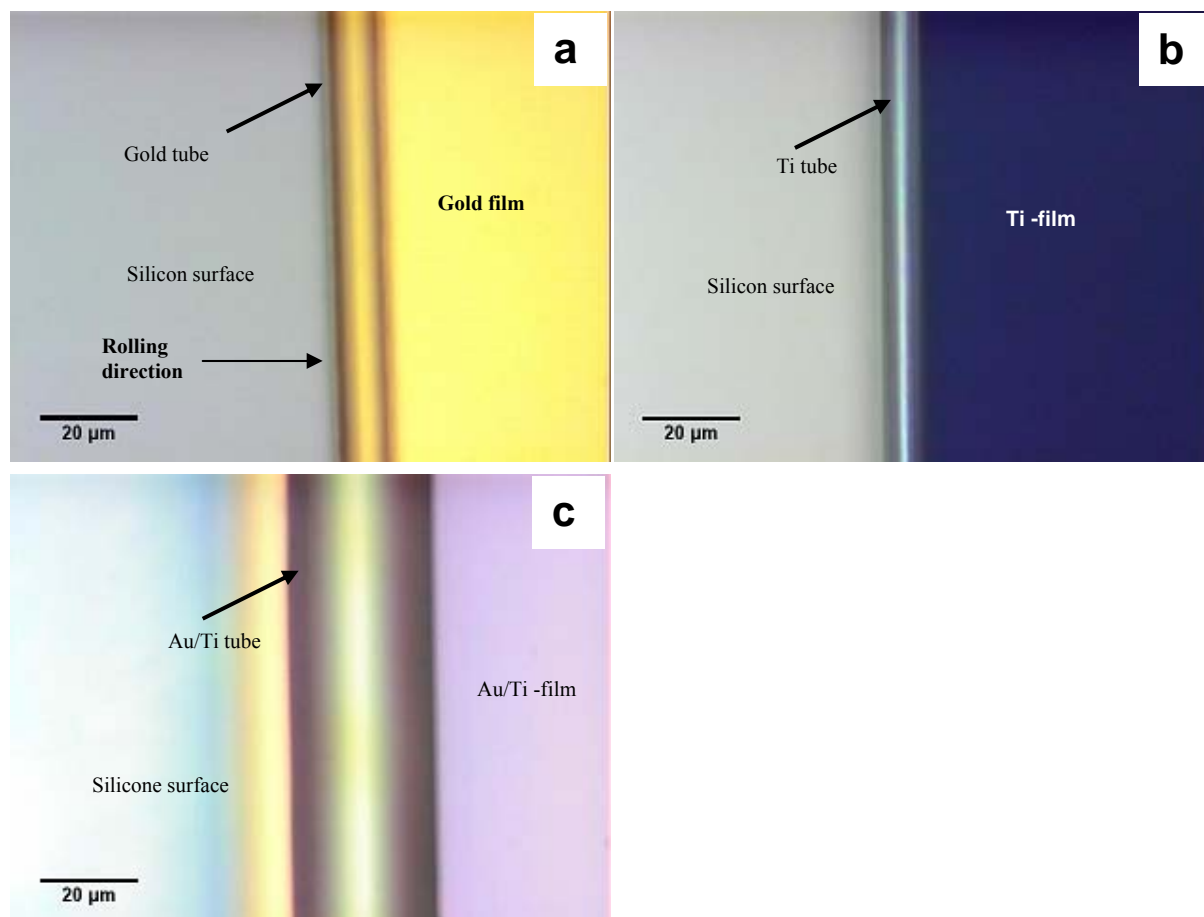 a
Gold tube
Gold film
Silicon surface
Rolling
direction
20 µm
b
Ti tube
Ti -film
Silicon surface
20 µm
c
Au/Ti tube
Au/Ti -film
Silicone surface
20 µm